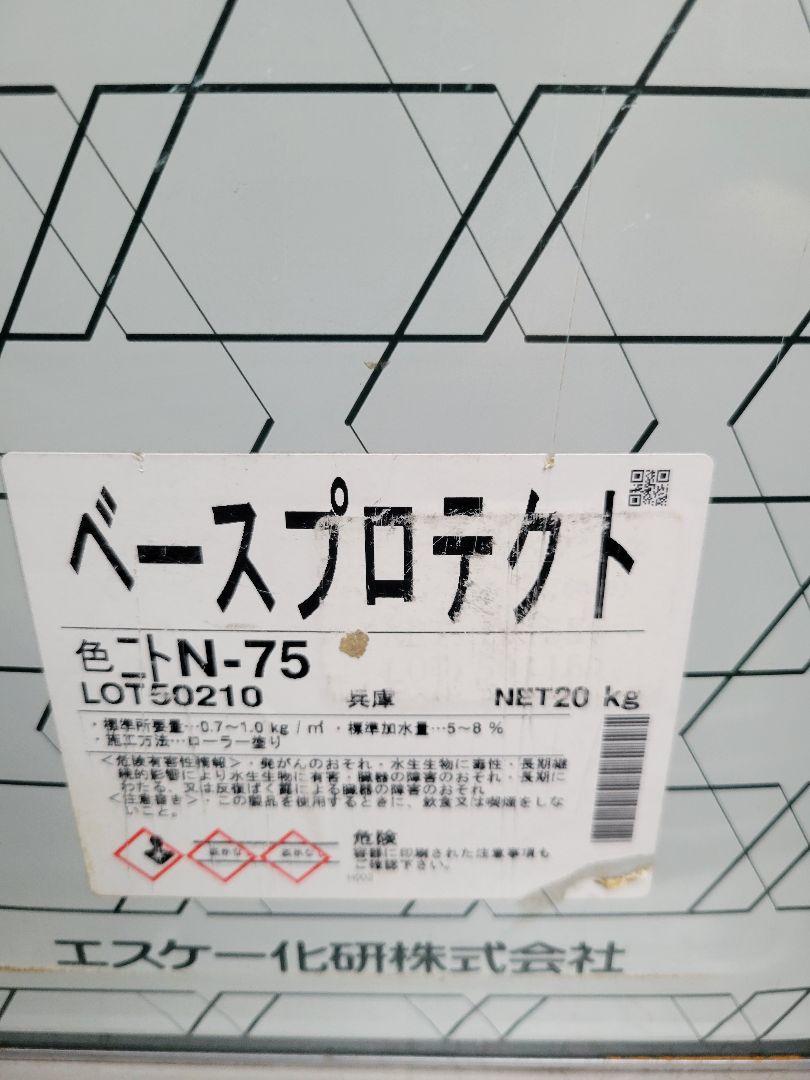 ベースプロテクト
色ニトN-75
LOT50210 兵庫 NET20 kg
・標準所要量…0.7〜1.0 kg / ㎡ ・標準加水量…5〜8 %
・施工方法…ローラー塗り
<危険有害性情報>・発がんのおそれ・水生生物に毒性・長期継
続的影響により水生生物に有害・臓器の障害のおそれ・長期に
わたる、又は反復ばく露による臓器の障害のおそれ
<注意書き>・この製品を使用するときに、飲食又は喫煙をしな
いこと。
危険
容器に印刷された注意事項も
ご確認下さい。
エスケー化研株式会社